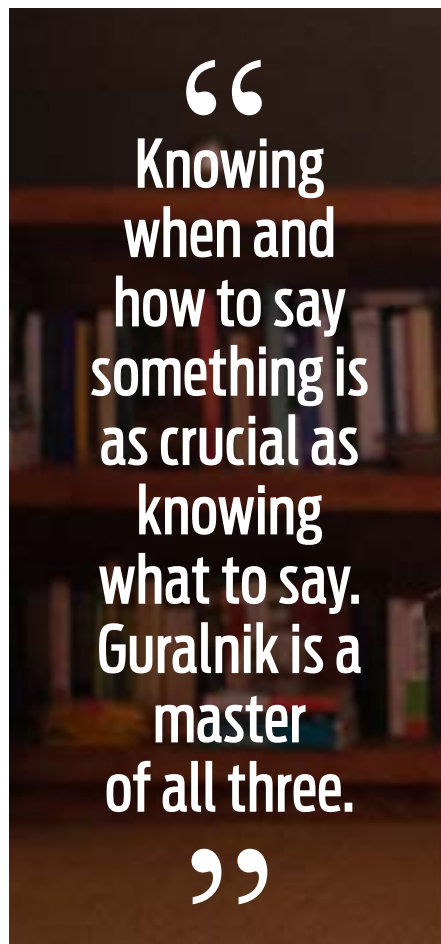 “
Knowing
when and
how to say
something is
as crucial as
knowing
what to say.
Guralnik is a
master
of all three.
”